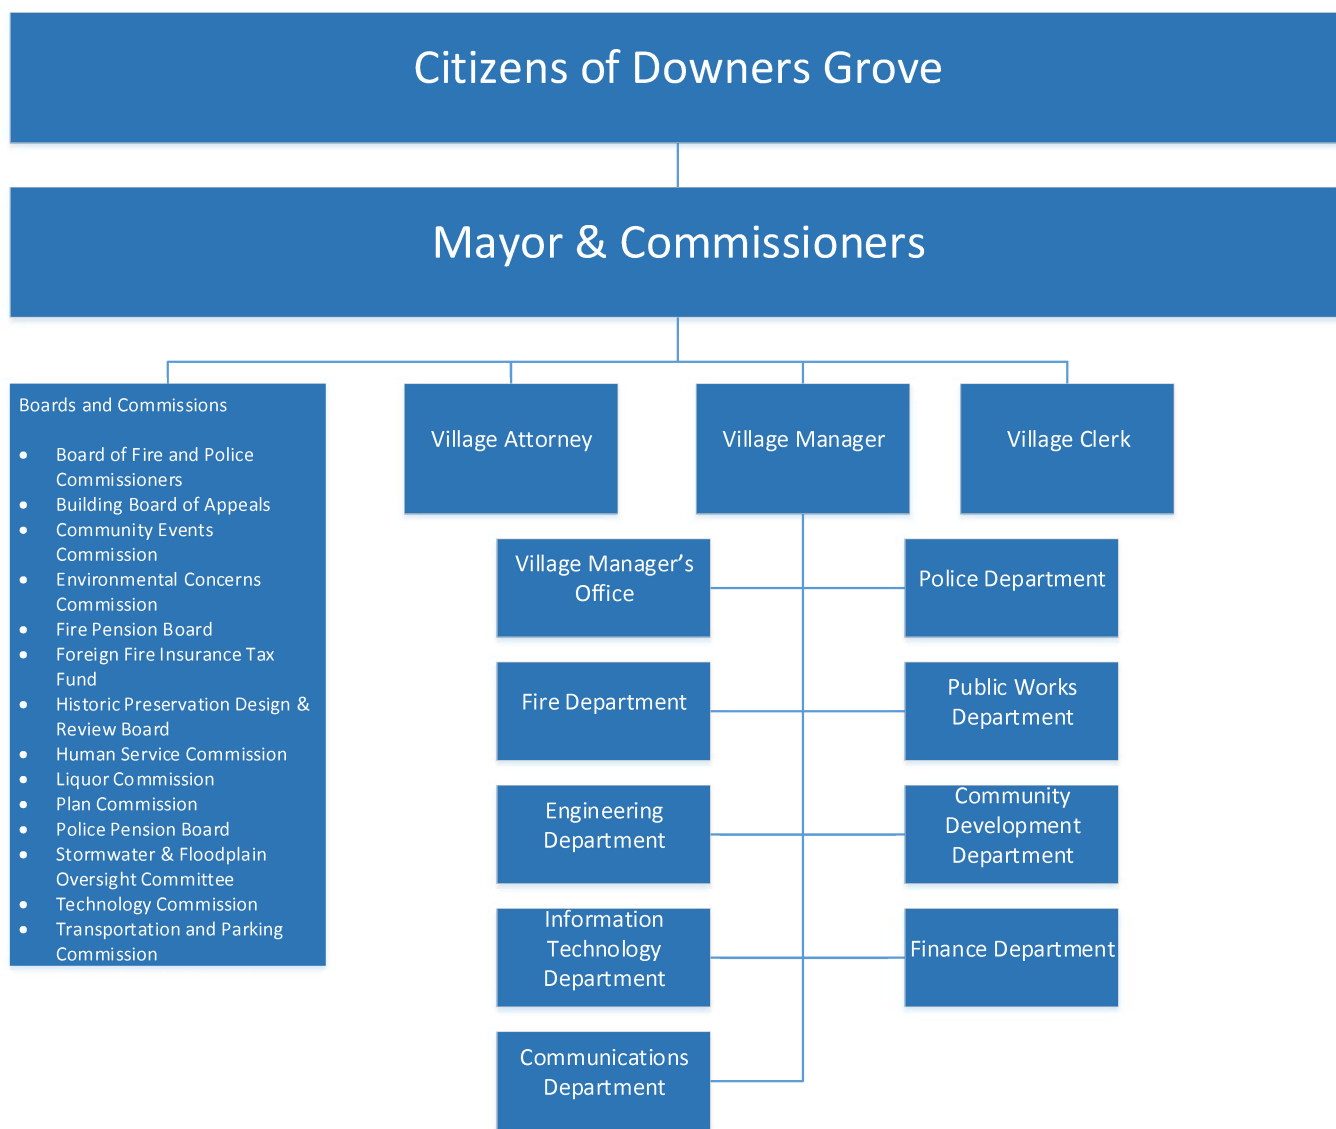 Citizens of Downers Grove
Mayor & Commissioners
Boards and Commissions
• Board of Fire and Police
Commissioners
• Building Board of Appeals
• Community Events
Commission
• Environmental Concerns
Commission
• Fire Pension Board
• Foreign Fire Insurance Tax
Fund
• Historic Preservation Design &
Review Board
• Human Service Commission
• Liquor Commission
• Plan Commission
• Police Pension Board
• Stormwater & Floodplain
Oversight Committee
• Technology Commission
• Transportation and Parking
Commission
Village Attorney
Village Manager
Village Clerk
Village Manager’s
Office
Police Department
Fire Department
Public Works
Department
Engineering
Department
Community
Development
Department
Information
Technology
Department
Finance Department
Communications
Department